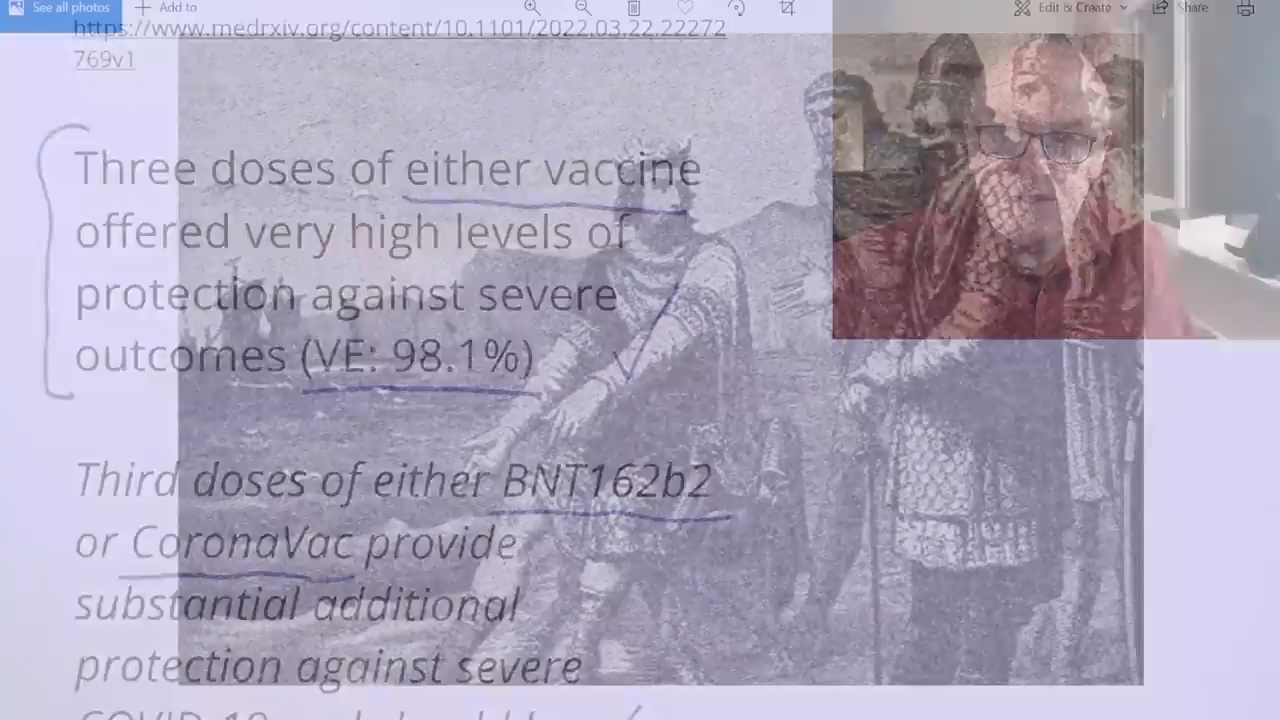 See all photos
Add to
Edit & Create
Share
https://www.medrxiv.org/content/10.1101/2022.03.22.22272
769v1
Three doses of either vaccine
offered very high levels of
protection against severe
outcomes (VE: 98.1%)
Third doses of either BNT162b2
or CoronaVac provide
substantial additional
protection against severe